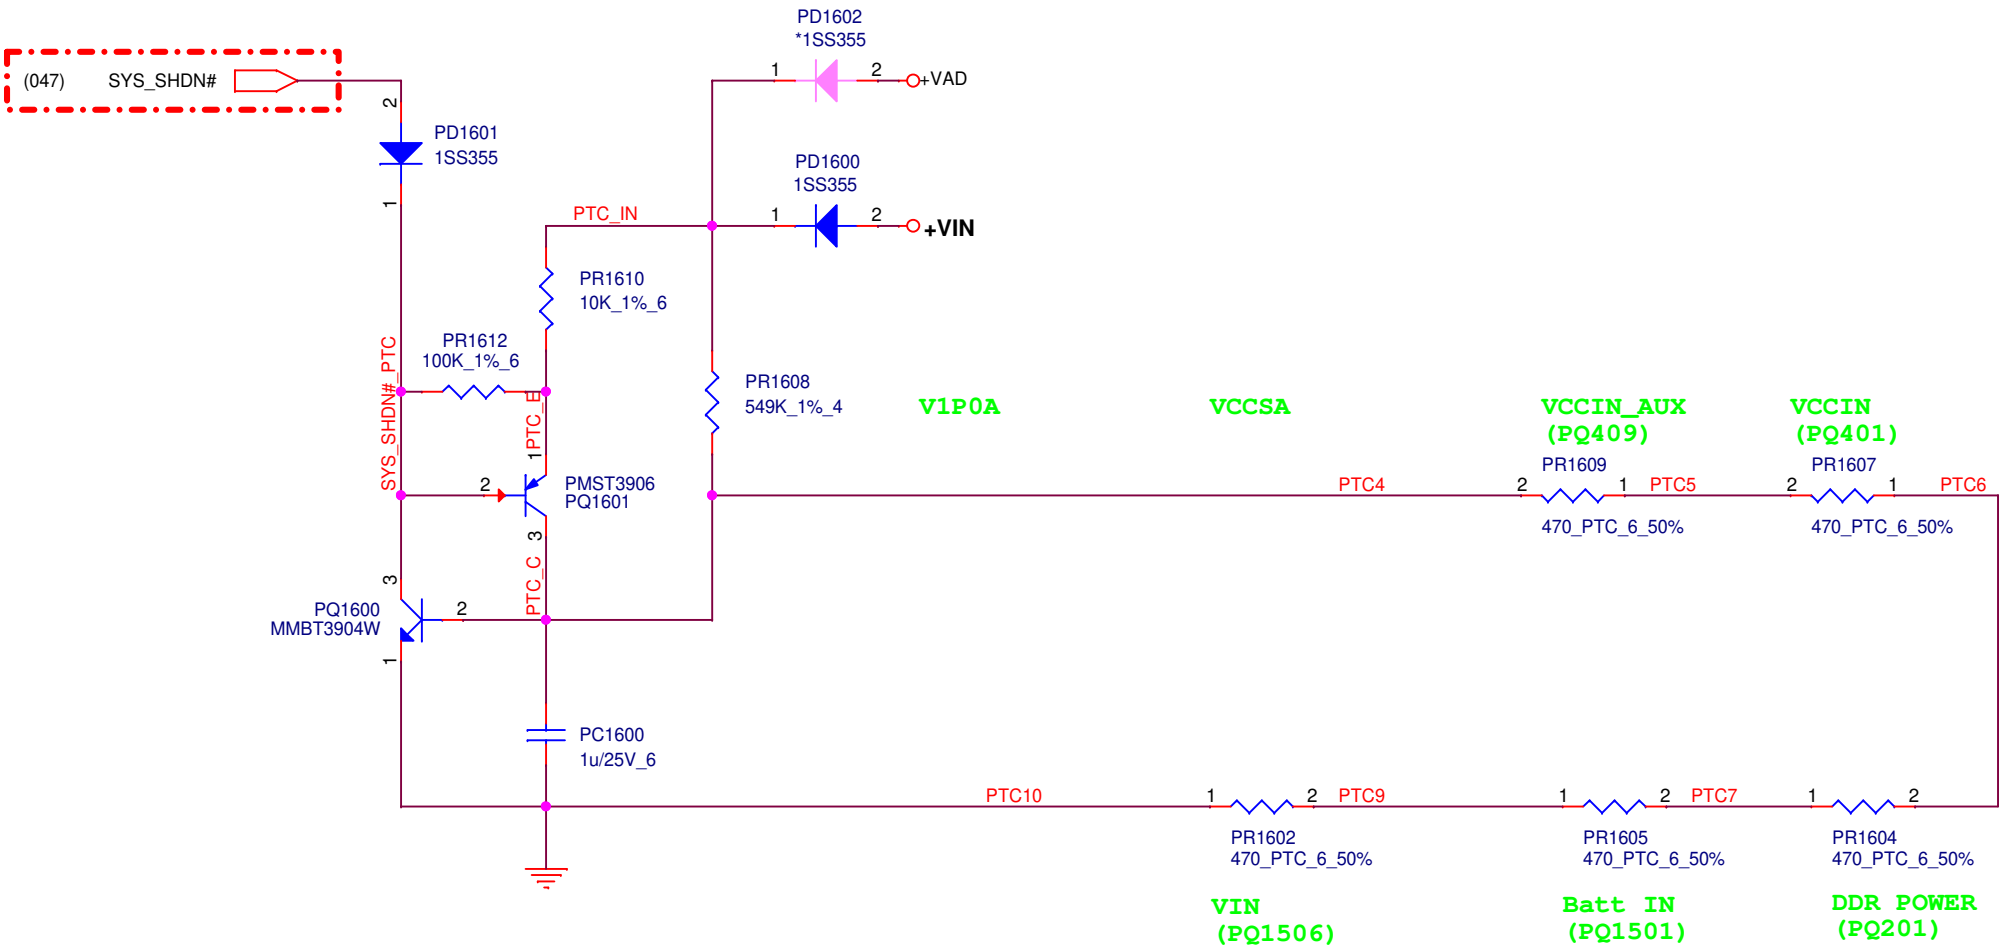 PD1602
*1SS355
1
2
+VAD
(047)
SYS_SHDN#
2
PD1601
1SS355
1
PD1600
1SS355
1
2
+VIN
PTC_IN
PR1610
10K_1%_6
PR1612
100K_1%_6
SYS_SHDN#_PTC
PTC_E
PR1608
549K_1%_4
V1P0A
VCCSA
VCCIN_AUX
(PQ409)
VCCIN
(PQ401)
1
2
PMST3906
PQ1601
3
PTC4
PR1609
2
1
470_PTC_6_50%
PTC5
PR1607
2
1
470_PTC_6_50%
PTC6
PTC_C
3
PQ1600
MMBT3904W
2
1
PC1600
1u/25V_6
PTC10
1
2
PR1602
470_PTC_6_50%
PTC9
1
2
PR1605
470_PTC_6_50%
PTC7
1
2
PR1604
470_PTC_6_50%
VIN
(PQ1506)
Batt IN
(PQ1501)
DDR POWER
(PQ201)